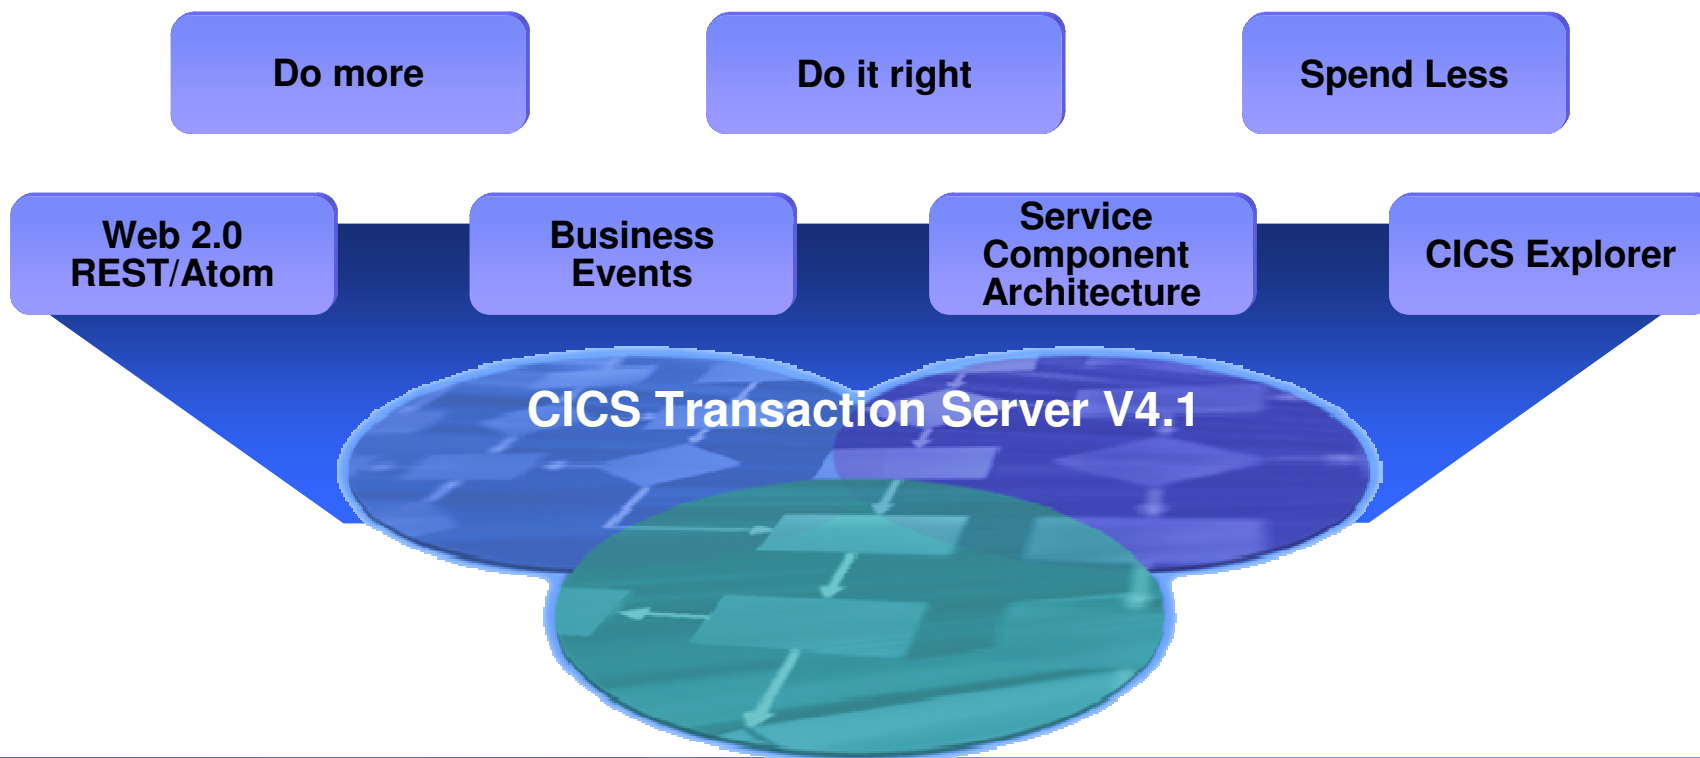 Do more
Do it right
Spend Less
Web 2.0
REST/Atom
Business
Events
Service
Component
Architecture
CICS Explorer
CICS Transaction Server V4.1